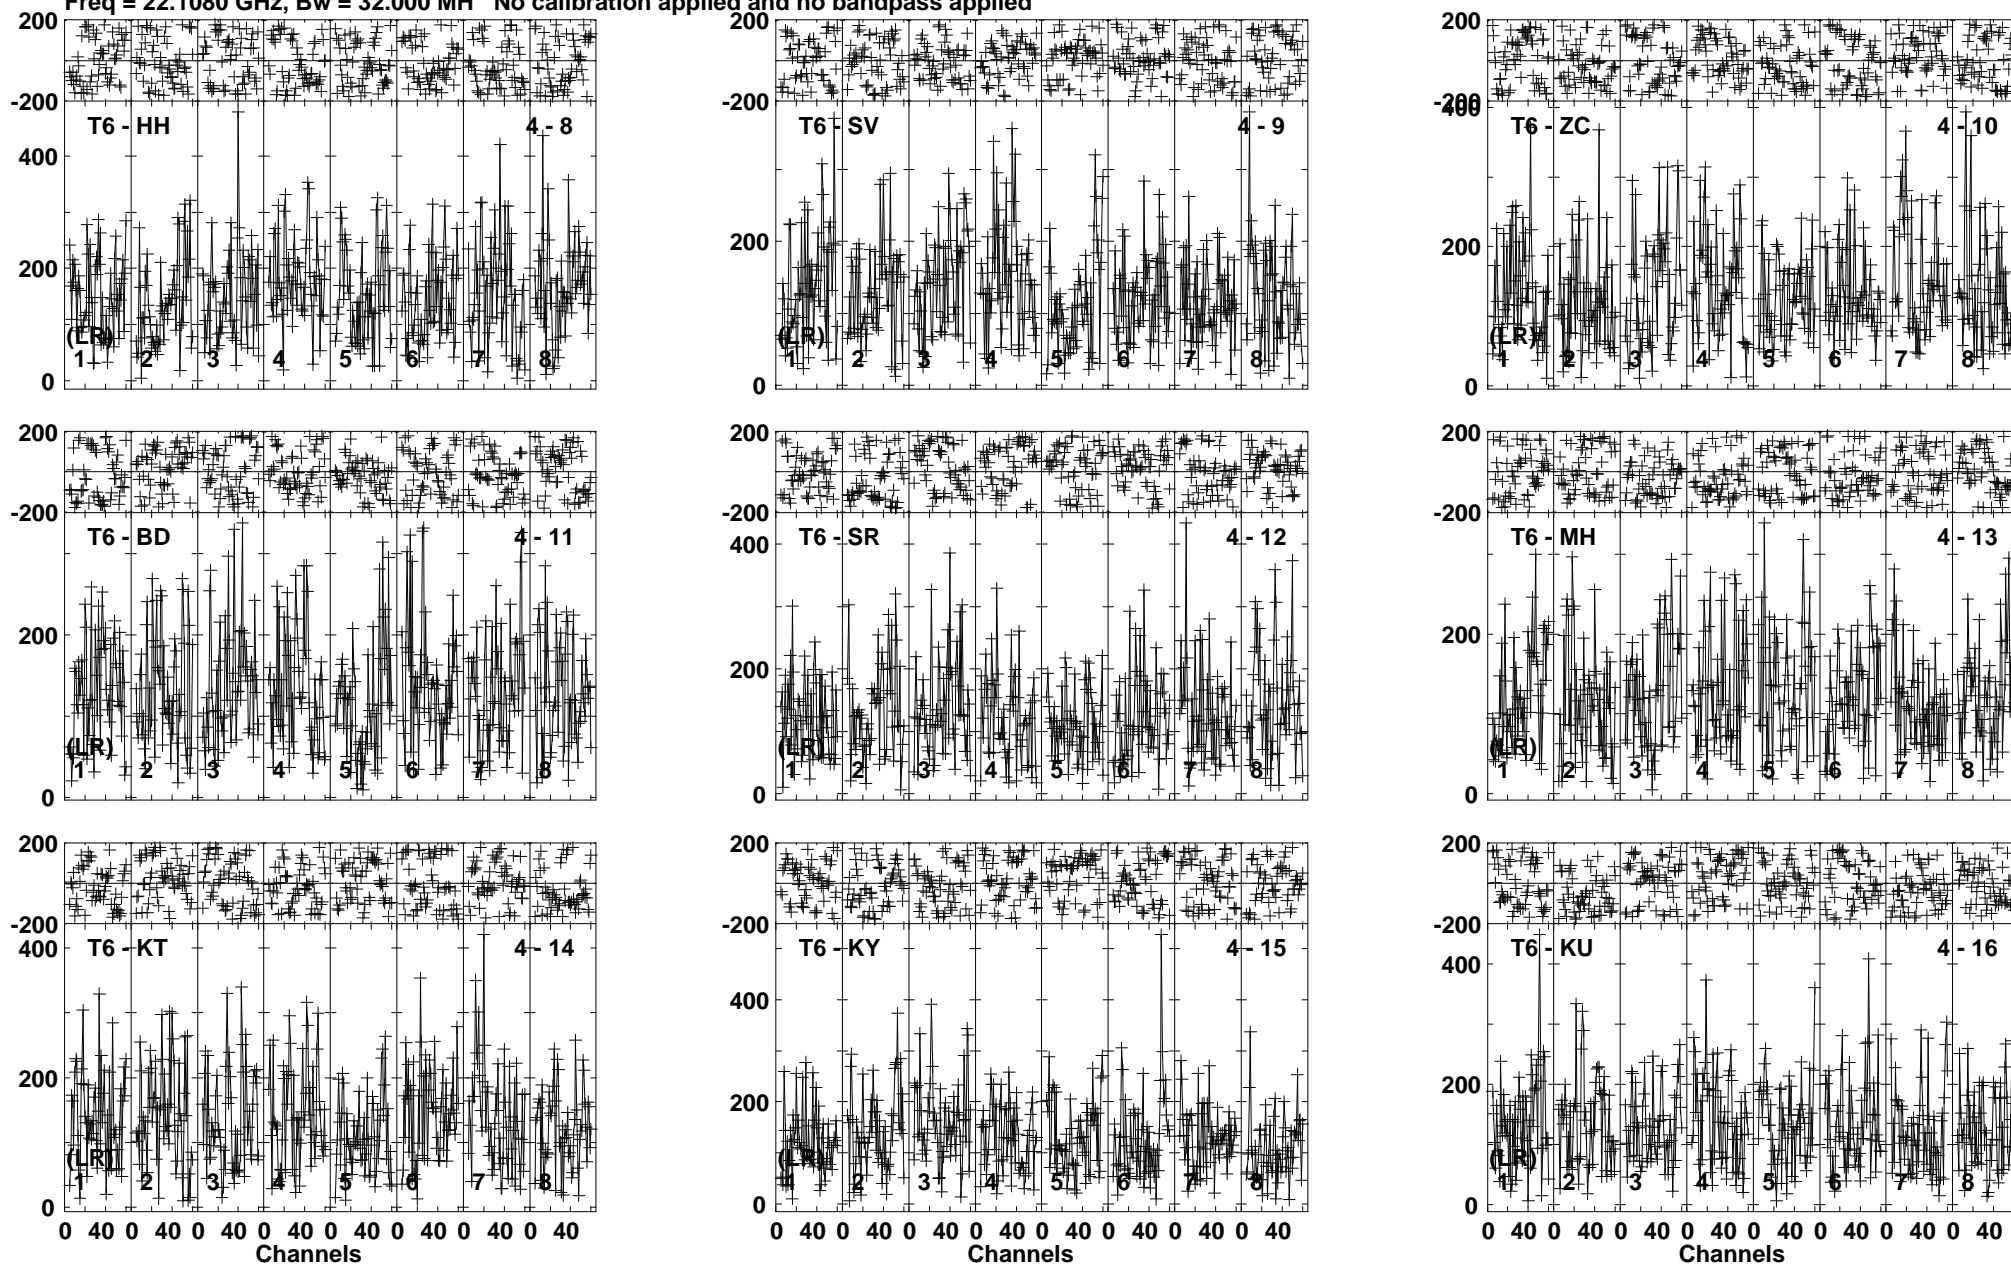 Freq = 22.1080 GHz, Bw = 32.000 MH No calibration applied and no bandpass applied
200 200 200
-200 -200 -200
T6 - HH 4 - 8 T6 - SV 4 - 9 400 T6 - ZC 4 - 10
400
200 200 200
(LR) (LR) (LR)
1 2 3 4 5 6 7 8 1 2 3 4 5 6 7 8 1 2 3 4 5 6 7 8
0 0 0
200 200 200
-200 -200 -200
T6 - BD 4 - 11 T6 - SR 4 - 12 T6 - MH 4 - 13
400
200 200 200
(LR) (LR) (LR)
1 2 3 4 5 6 7 8 1 2 3 4 5 6 7 8 1 2 3 4 5 6 7 8
0 0 0
200 200 200
-200 -200 -200
T6 - KT 4 - 14 T6 - KY 4 - 15 T6 - KU 4 - 16
400 400 400
200 200 200
(LR) (LR) (LR)
1 2 3 4 5 6 7 8 1 2 3 4 5 6 7 8 1 2 3 4 5 6 7 8
0 0 0
0 40 0 40 0 40 0 40 0 40 0 40 0 40 0 40 0 40 0 40 0 40 0 40 0 40 0 40 0 40 0 40 0 40 0 40 0 40 0 40 0 40 0 40 0 40 0 40
Channels Channels Channels